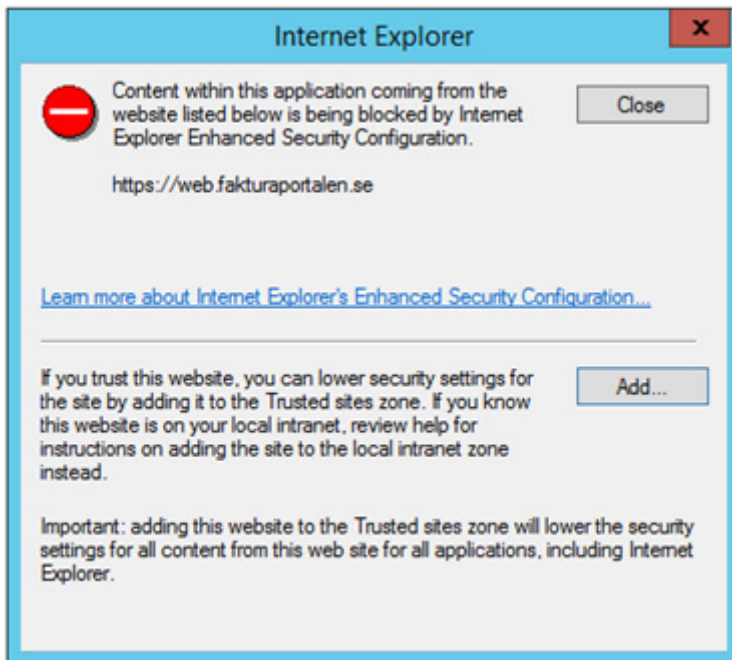 Internet Explorer
x
Content within this application coming from the
website listed below is being blocked by Internet
Explorer Enhanced Security Configuration.
Close
https://web.fakturaportalen.se
Learn more about Internet Explorer's Enhanced Security Configuration...
If you trust this website, you can lower security settings for
the site by adding it to the Trusted sites zone. If you know
this website is on your local intranet, review help for
instructions on adding the site to the local intranet zone
instead.
Add...
Important: adding this website to the Trusted sites zone will lower the security
settings for all content from this web site for all applications, including Internet
Explorer.